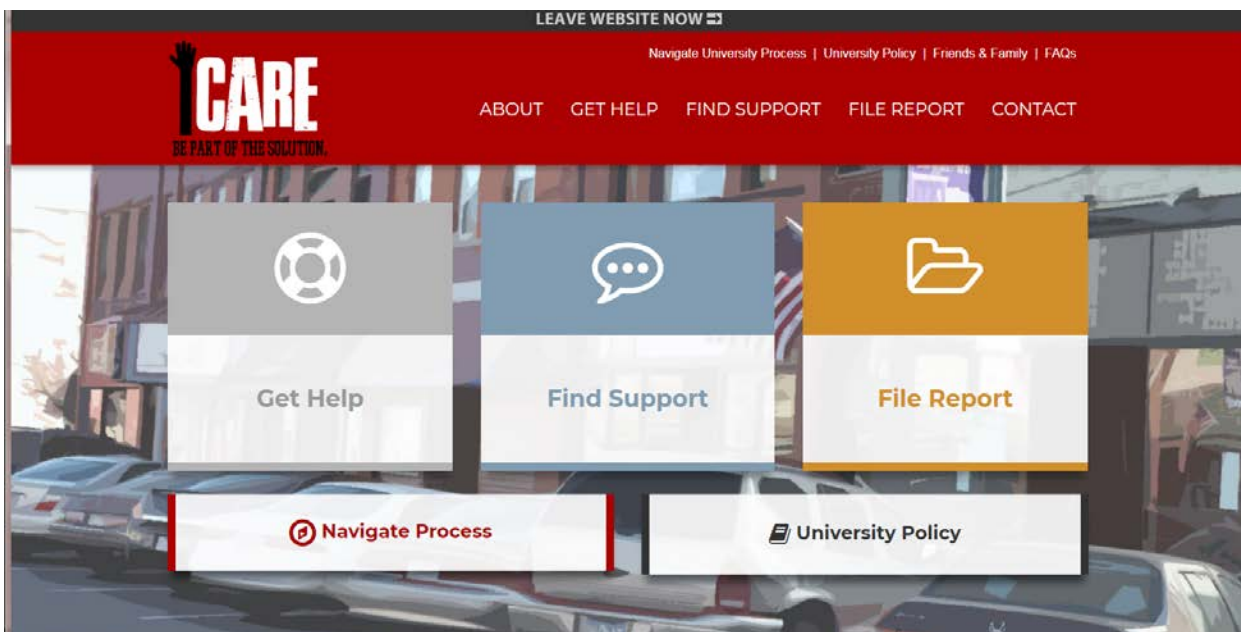 LEAVE WEBSITE NOW
Navigate University Process | University Policy | Friends & Family | FAQs
ICARE
BE PART OF THE SOLUTION.
ABOUT GET HELP FIND SUPPORT FILE REPORT CONTACT
Get Help
Find Support
File Report
Navigate Process
University Policy